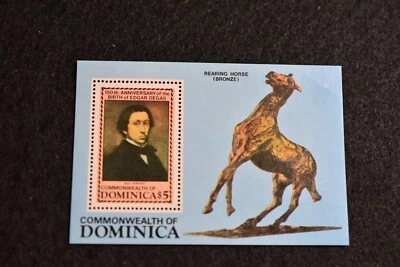 150th ANNIVERSARY of the
BIRTH of EDGAR DEGAS
COMMONWEALTH OF
DOMINICA $5
REARING HORSE
(BRONZE)
COMMONWEALTH OF
DOMINICA